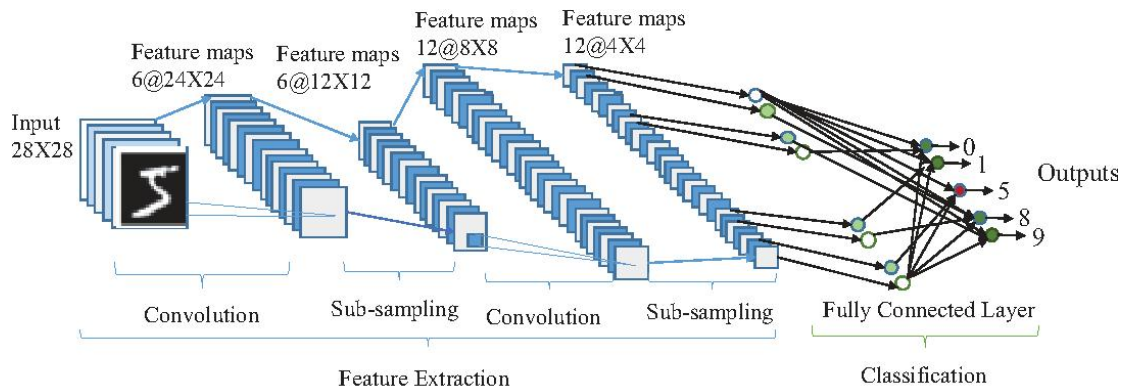 Input
28X28
Feature maps
6@24X24
Feature maps
6@12X12
Feature maps
12@8X8
Feature maps
12@4X4
0
1
5
8
9
Outputs
Convolution
Sub-sampling
Convolution
Sub-sampling
Fully Connected Layer
Feature Extraction
Classification